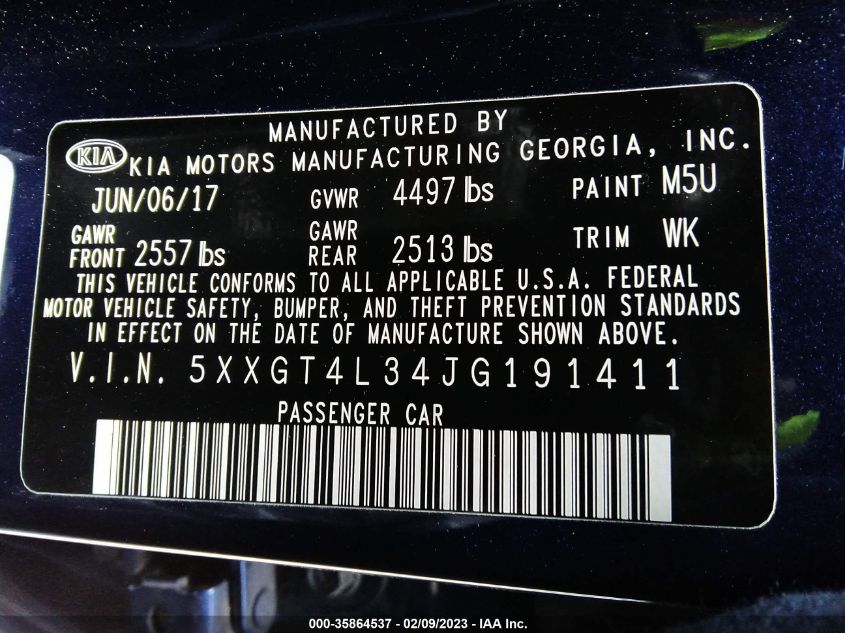 MANUFACTURED BY
KIA KIA MOTORS MANUFACTURING GEORGIA, INC.
JUN/06/17 GVWR 4497 lbs PAINT M5U
GAWR FRONT 2557 lbs GAWR REAR 2513 lbs TRIM WK
THIS VEHICLE CONFORMS TO ALL APPLICABLE U.S.A. FEDERAL
MOTOR VEHICLE SAFETY, BUMPER, AND THEFT PREVENTION STANDARDS
IN EFFECT ON THE DATE OF MANUFACTURE SHOWN ABOVE.
V.I.N. 5XXGT4L34JG191411
PASSENGER CAR
000-35864537 - 02/09/2023 - IAA Inc.